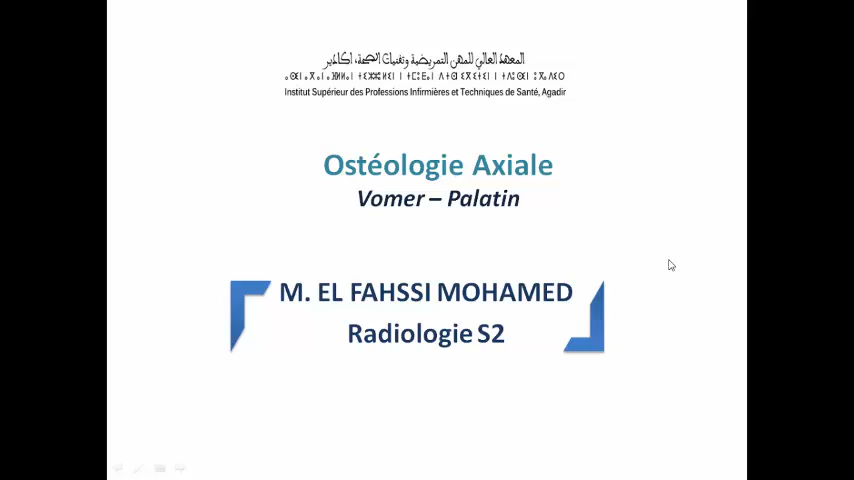 المعهد العالي للمهن التمريضية وتقنيات الصحة، اكادير
Institut Supérieur des Professions Infirmières et Techniques de Santé, Agadir
Ostéologie Axiale
Vomer – Palatin
M. EL FAHSSI MOHAMED
Radiologie S2